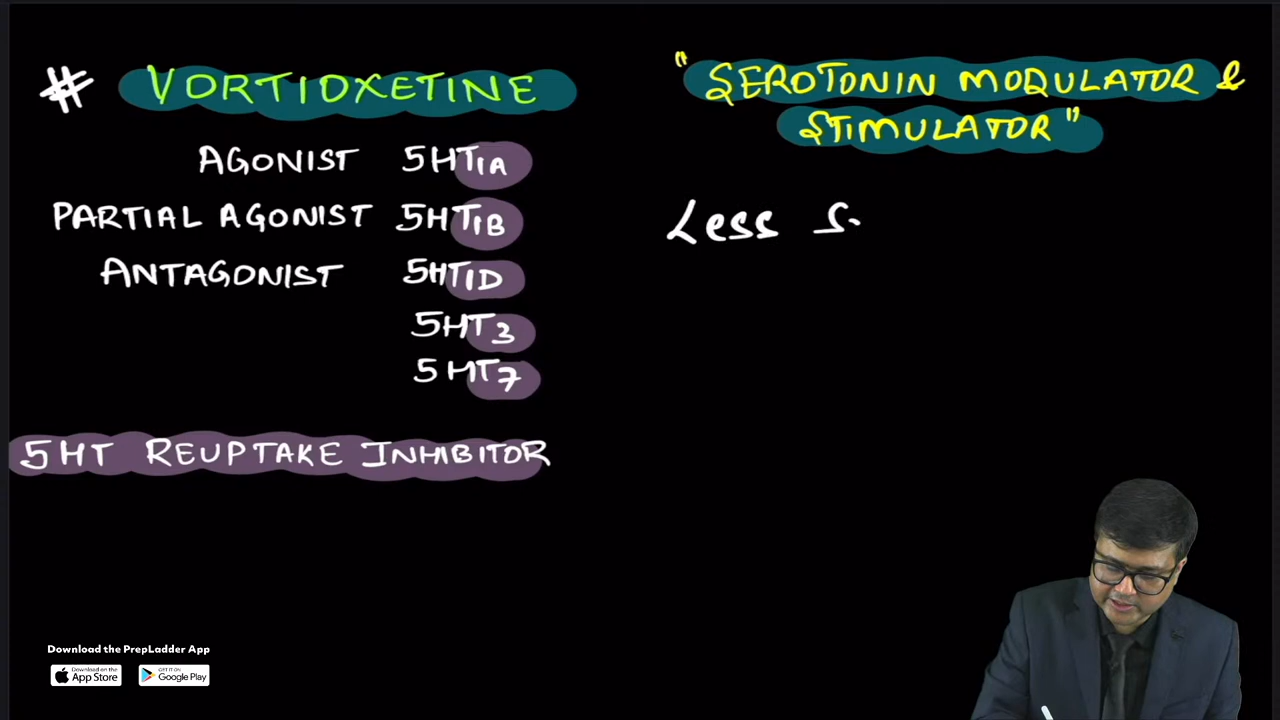 # VORTIOXETINE
AGONIST 5HT1A
PARTIAL AGONIST 5HT1B
ANTAGONIST 5HT1D
5HT3
5HT7
5HT REUPTAKE INHIBITOR
"SEROTONIN MODULATOR &
STIMULATOR"
Less S
Download the PrepLadder App
Download on the
App Store
GET IT ON
Google Play